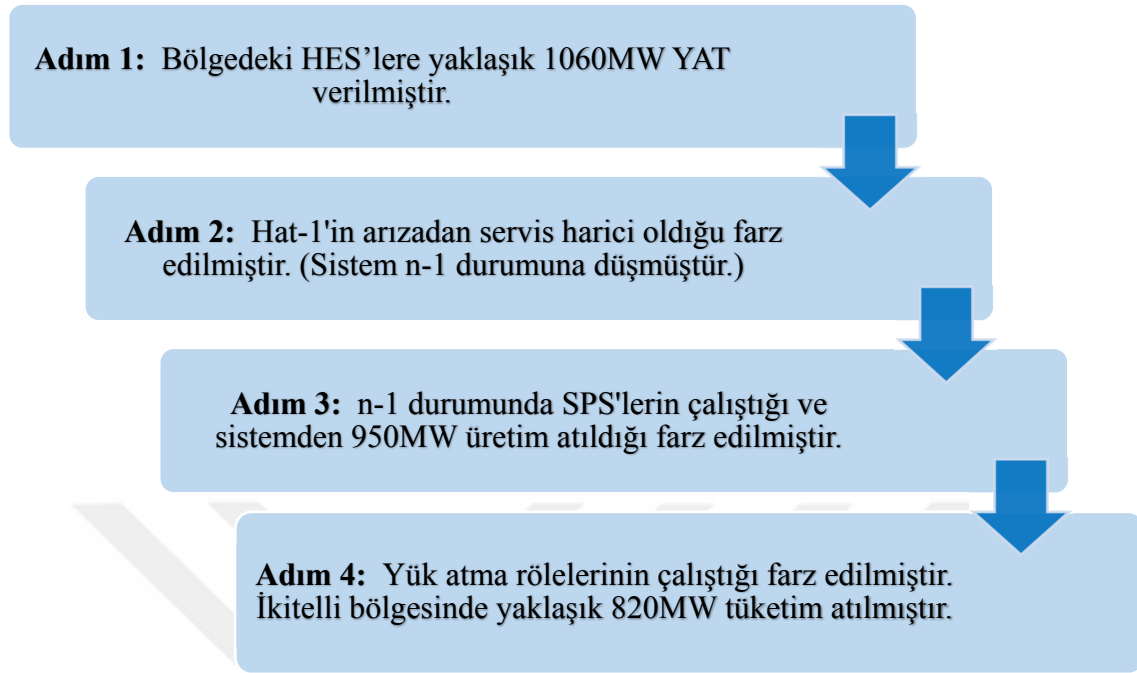 Adım 1: Bölgedeki HES’lere yaklaşık 1060MW YAT
verilmiştir.
Adım 2: Hat-1'in arızadan servis harici oldığu farz
edilmiştir. (Sistem n-1 durumuna düşmüştür.)
Adım 3: n-1 durumunda SPS'lerin çalıştığı ve
sistemden 950MW üretim atıldığı farz edilmiştir.
Adım 4: Yük atma rölelerinin çalıştığı farz edilmiştir.
İkitelli bölgesinde yaklaşık 820MW tüketim atılmıştır.